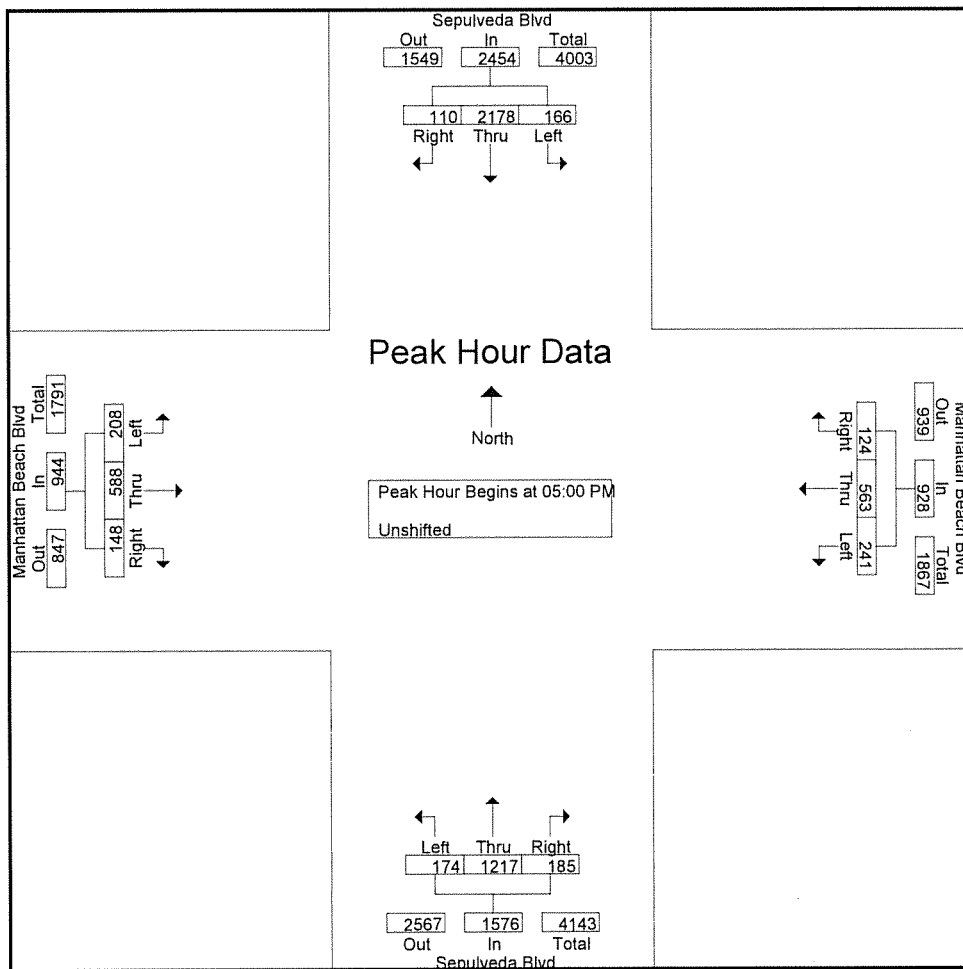 Sepulveda Blvd
Out In Total
1549 2454 4003
110 2178 166
Right Thru Left
Peak Hour Data
North
Peak Hour Begins at 05:00 PM
Unshifted
Manhattan Beach Blvd
Out In Total
847 944 1791
Left Thru Right
208 588 148
Manhattan Beach Blvd
Out In Total
939 928 1867
Right Thru Left
124 563 241
Left Thru Right
174 1217 185
2567 1576 4143
Out In Total
Sepulveda Blvd